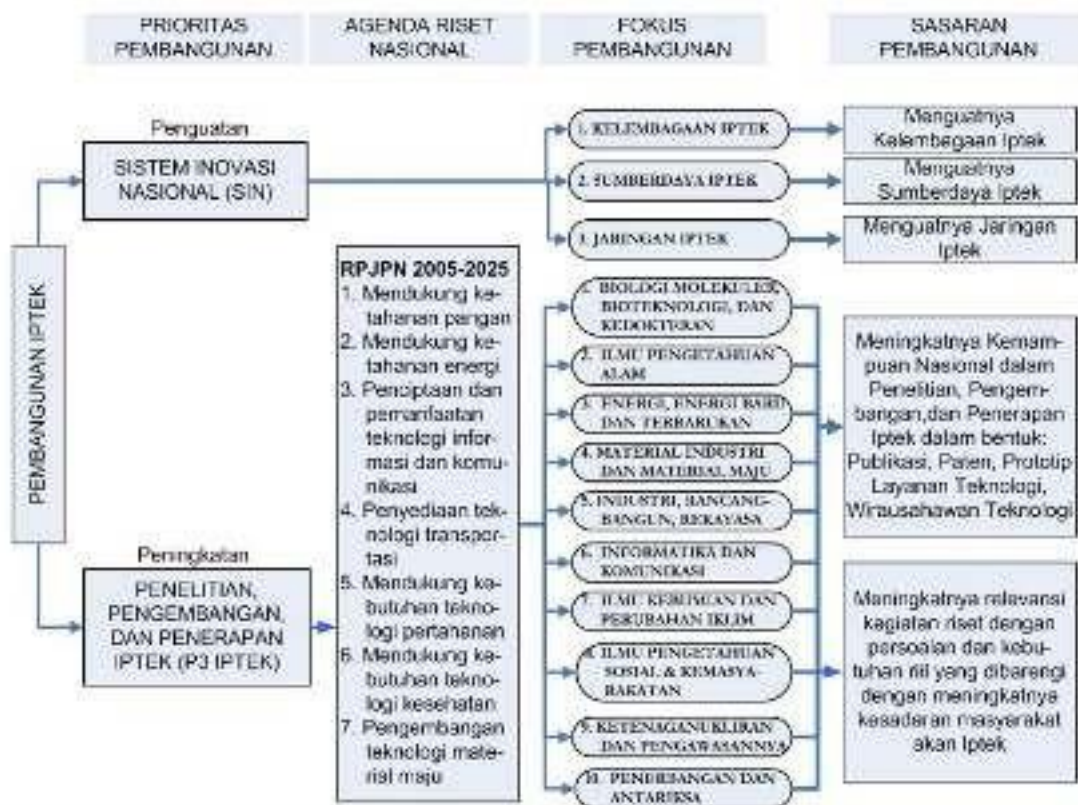 PRIORITAS
PEMBANGUNAN
AGENDA RISET
NASIONAL
FOKUS
PEMBANGUNAN
SASARAN
PEMBANGUNAN
PEMBANGUNAN IPTEK
Penguatan
SISTEM INOVASI
NASIONAL (SIN)
1. KELEMBAGAAN IPTEK
2. SUMBERDAYA IPTEK
3. JARINGAN IPTEK
Menguatnya
Kelembagaan Iptek
Menguatnya
Sumberdaya Iptek
Menguatnya Jaringan
Iptek
Peningkatan
PENELITIAN,
PENGEMBANGAN,
DAN PENERAPAN
IPTEK (P3 IPTEK)
RPJPN 2005-2025
1. Mendukung ke-
tahanan pangan
2. Mendukung ke-
tahanan energi
3. Penciptaan dan
pemanfaatan
teknologi infor-
masi dan komu-
nikasi
4. Penyediaan tek-
nologi transpor-
tasi
5. Mendukung ke-
butuhan tekno-
logi pertahanan
6. Mendukung ke-
butuhan tekno-
logi kesehatan
7. Pengembangan
teknologi mate-
rial maju
1. BIOLOGI MOLEKULER,
BIOTEKNOLOGI, DAN
KEDOKTERAN
2. ILMU PENGETAHUAN
ALAM
3. ENERGI, ENERGI BARU
DAN TERBARUKAN
4. MATERIAL INDUSTRI
DAN MATERIAL MAJU
5. INDUSTRI, RANCANG-
BANGUN, REKAYASA
6. INFORMATIKA DAN
KOMUNIKASI
7. ILMU KEBUMIAN DAN
PERUBAHAN IKLIM
8. ILMU PENGETAHUAN
SOSIAL & KEMASYA-
RAKATAN
9. KETENAGANUKLIRAN
DAN PENGAWASANNYA
10. PENERBANGAN DAN
ANTARIKSA
Meningkatnya Kemam-
puan Nasional dalam
Penelitian, Pengem-
bangan,dan Penerapan
Iptek dalam bentuk:
Publikasi, Paten, Prototip
Layanan Teknologi,
Wirausahawan Teknologi
Meningkatnya relevansi
kegiatan riset dengan
persoalan dan kebu-
tuhan riil yang dibarengi
dengan meningkatnya
kesadaran masyarakat
akan Iptek